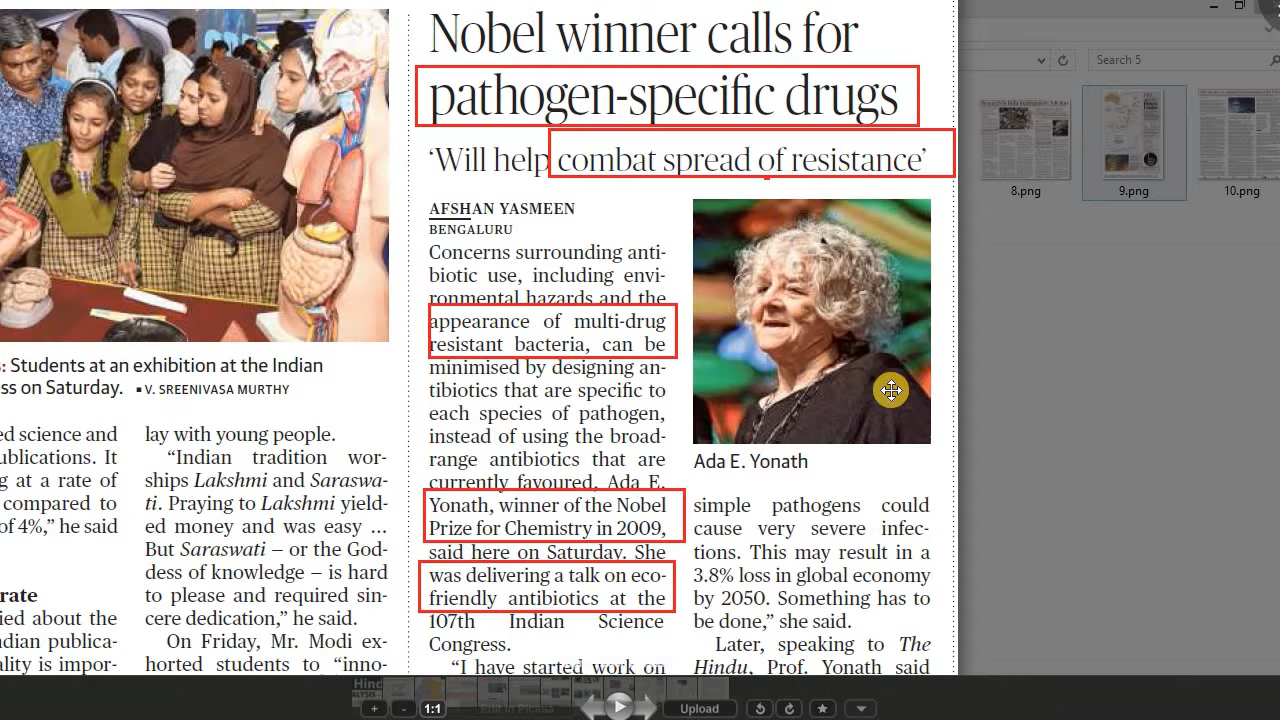 Nobel winner calls for
pathogen-specific drugs
‘Will help combat spread of resistance’
AFSHAN YASMEEN
BENGALURU
Concerns surrounding anti-
biotic use, including envi-
ronmental hazards and the
appearance of multi-drug
resistant bacteria, can be
minimised by designing an-
tibiotics that are specific to
each species of pathogen,
instead of using the broad-
range antibiotics that are
currently favoured, Ada E.
Yonath, winner of the Nobel
Prize for Chemistry in 2009,
said here on Saturday. She
was delivering a talk on eco-
friendly antibiotics at the
107th Indian Science
Congress.
“I have started work on
Ada E. Yonath
simple pathogens could
cause very severe infec-
tions. This may result in a
3.8% loss in global economy
by 2050. Something has to
be done,” she said.
Later, speaking to The
Hindu, Prof. Yonath said
: Students at an exhibition at the Indian
ss on Saturday. ▪ V. SREENIVASA MURTHY
ed science and
ublications. It
g at a rate of
compared to
of 4%,” he said
rate
ied about the
ndian publica-
ality is impor-
lay with young people.
“Indian tradition wor-
ships Lakshmi and Saraswa-
ti. Praying to Lakshmi yield-
ed money and was easy ...
But Saraswati – or the God-
dess of knowledge – is hard
to please and required sin-
cere dedication,” he said.
On Friday, Mr. Modi ex-
horted students to “inno-
Search 5
8.png
9.png
10.png
1:1
Edit in Picasa
Upload